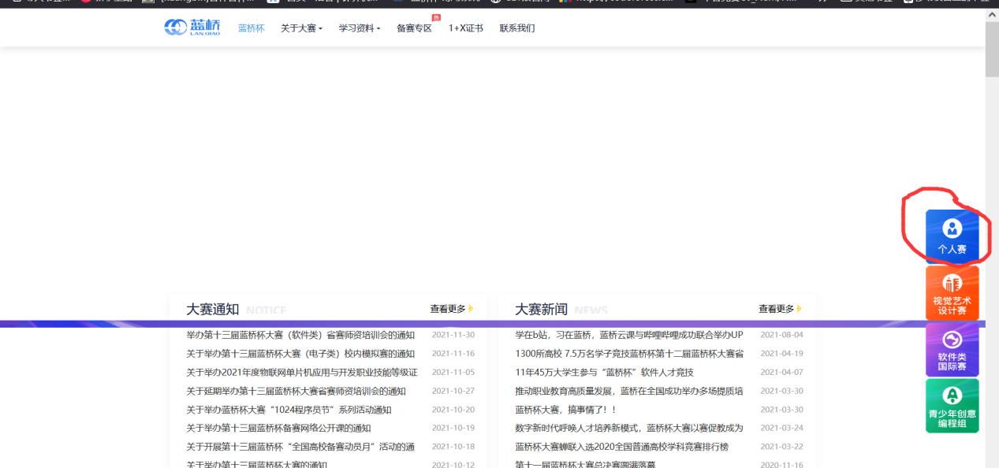 蓝桥
LAN QIAO
蓝桥杯 关于大赛 学习资料 备赛专区 热 1+X证书 联系我们
个人赛
视觉艺术
设计赛
软件类
国际赛
青少年创意
编程组
大赛通知 NOTICE 查看更多
举办第十三届蓝桥杯大赛（软件类）省赛师资培训会的通知 2021-11-30
关于举办第十三届蓝桥杯大赛（电子类）校内模拟赛的通知 2021-11-16
关于举办2021年度物联网单片机应用与开发职业技能等级证 2021-11-05
关于延期举办第十三届蓝桥杯大赛省赛师资培训会的通知 2021-10-27
关于举办蓝桥杯大赛“1024程序员节”系列活动通知 2021-10-20
关于举办第十三届蓝桥杯备赛网络公开课的通知 2021-10-19
关于开展第十三届蓝桥杯“全国高校备赛动员月”活动的通 2021-10-18
关于举办第十三届蓝桥杯大赛的通知 2021-10-12
大赛新闻 NEWS 查看更多
学在b站，习在蓝桥，蓝桥云课与哔哩哔哩成功联合举办UP 2021-08-04
1300所高校 7.5万名学子竞技蓝桥杯第十二届蓝桥杯大赛省 2021-04-19
11年45万大学生参与“蓝桥杯”软件人才竞技 2021-04-07
推动职业教育高质量发展，蓝桥在全国成功举办多场提质培 2021-03-30
蓝桥杯大赛，搞事情了！！ 2021-03-30
数字新时代呼唤人才培养新模式，蓝桥杯大赛以赛促教成为 2021-03-24
蓝桥杯大赛蝉联入选2020全国普通高校学科竞赛排行榜 2021-03-22
第十一届蓝桥杯大赛总决赛圆满落幕 2020-11-16